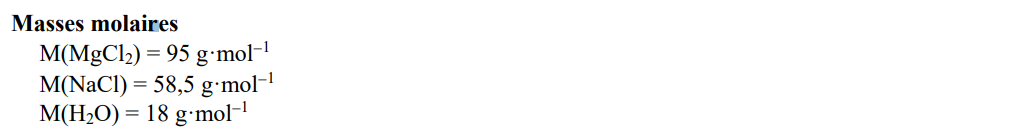 Masses molaires
M(MgCl₂) = 95 g·mol⁻¹
M(NaCl) = 58,5 g·mol⁻¹
M(H₂O) = 18 g·mol⁻¹